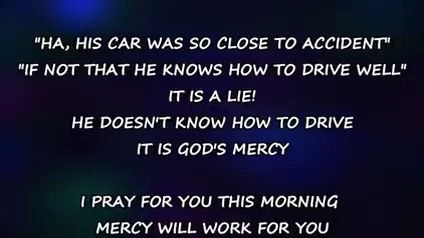 "HA, HIS CAR WAS SO CLOSE TO ACCIDENT"
"IF NOT THAT HE KNOWS HOW TO DRIVE WELL"
IT IS A LIE!
HE DOESN'T KNOW HOW TO DRIVE
IT IS GOD'S MERCY
I PRAY FOR YOU THIS MORNING
MERCY WILL WORK FOR YOU